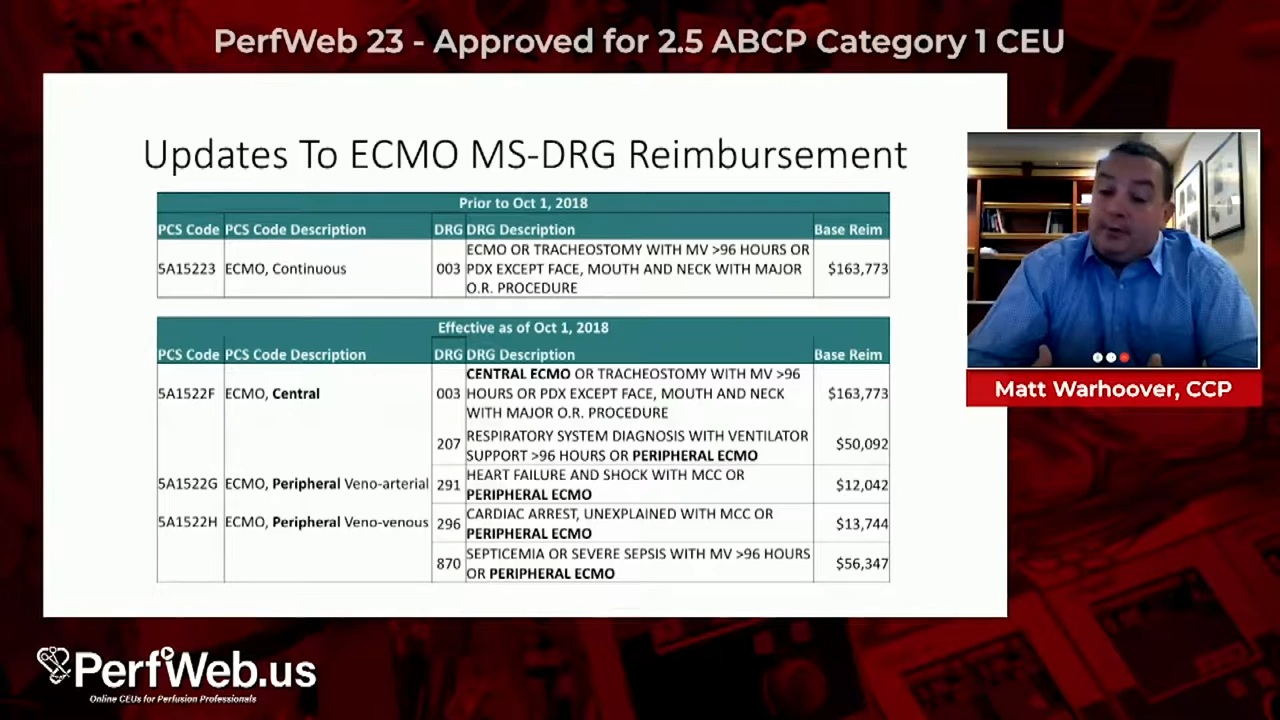 PerfWeb 23 - Approved for 2.5 ABCP Category 1 CEU
Updates To ECMO MS-DRG Reimbursement
Prior to Oct 1, 2018
PCS Code PCS Code Description DRG DRG Description Base Reim
5A15223 ECMO, Continuous 003 ECMO OR TRACHEOSTOMY WITH MV >96 HOURS OR
PDX EXCEPT FACE, MOUTH AND NECK WITH MAJOR $163,773
O.R. PROCEDURE
Effective as of Oct 1, 2018
PCS Code PCS Code Description DRG DRG Description Base Reim
5A1522F ECMO, Central 003 CENTRAL ECMO OR TRACHEOSTOMY WITH MV >96
HOURS OR PDX EXCEPT FACE, MOUTH AND NECK $163,773
WITH MAJOR O.R. PROCEDURE
207 RESPIRATORY SYSTEM DIAGNOSIS WITH VENTILATOR
SUPPORT >96 HOURS OR PERIPHERAL ECMO $50,092
5A1522G ECMO, Peripheral Veno-arterial 291 HEART FAILURE AND SHOCK WITH MCC OR
PERIPHERAL ECMO $12,042
5A1522H ECMO, Peripheral Veno-venous 296 CARDIAC ARREST, UNEXPLAINED WITH MCC OR
PERIPHERAL ECMO $13,744
870 SEPTICEMIA OR SEVERE SEPSIS WITH MV >96 HOURS
OR PERIPHERAL ECMO $56,347
Matt Warhoover, CCP
PerfWeb.us
Online CEUs for Perfusion Professionals